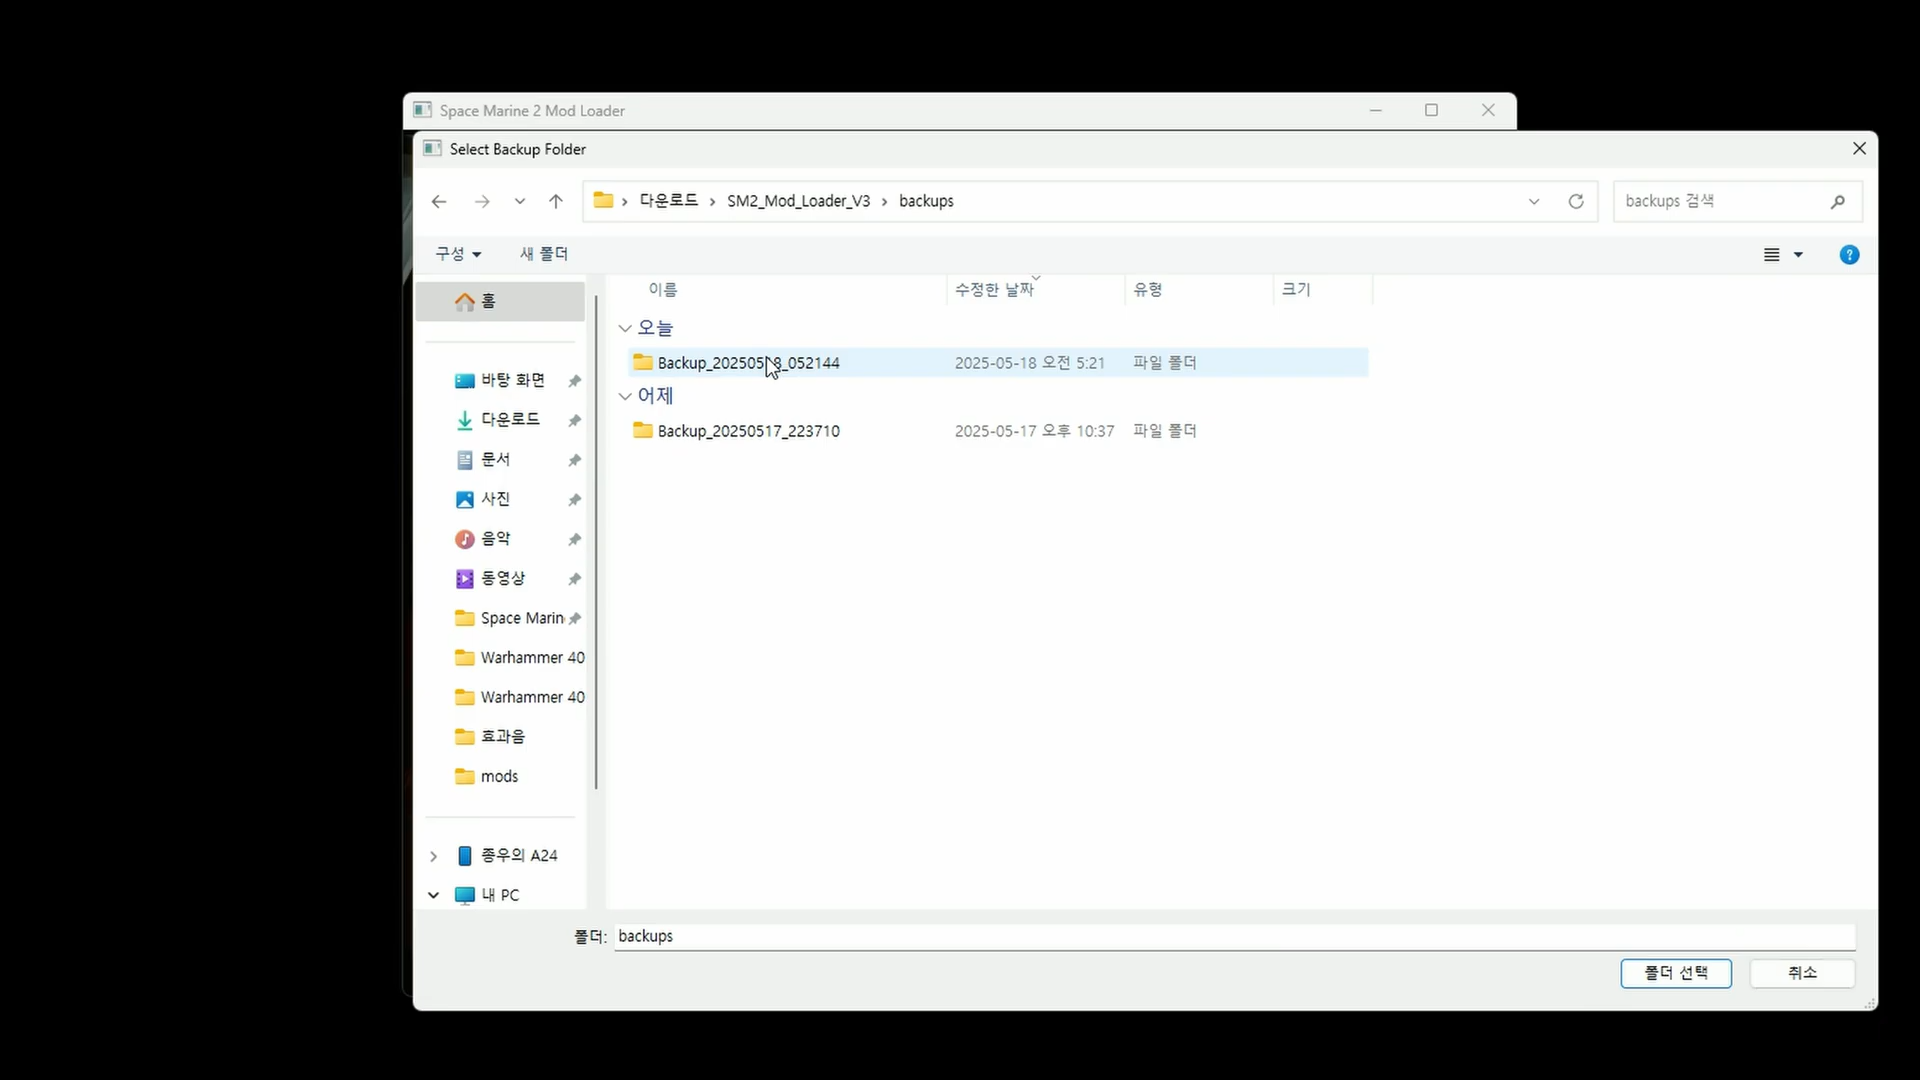 Space Marine 2 Mod Loader
Select Backup Folder
다운로드 SM2_Mod_Loader_V3 backups
backups 검색
구성 새 폴더
이름 수정한 날짜 유형 크기
오늘
Backup_20250518_052144 2025-05-18 오전 5:21 파일 폴더
어제
Backup_20250517_223710 2025-05-17 오후 10:37 파일 폴더
홈
바탕 화면
다운로드
문서
사진
음악
동영상
Space Marin
Warhammer 40
Warhammer 40
효과음
mods
종우의 A24
내 PC
폴더: backups
폴더 선택 취소